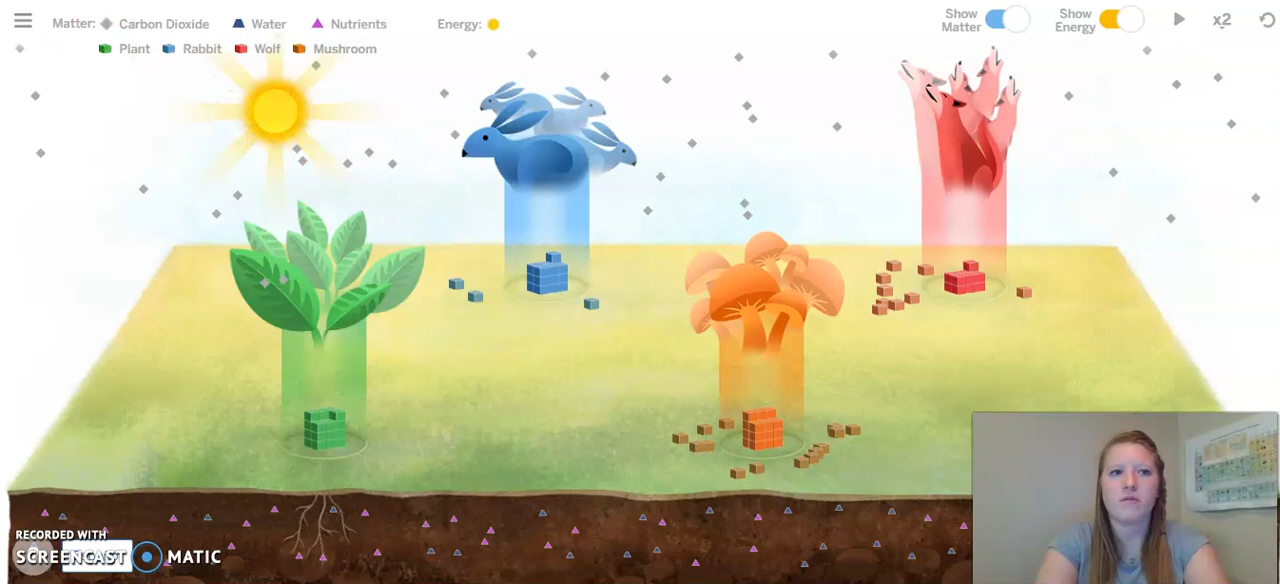 Matter: Carbon Dioxide Water Nutrients Energy:
Plant Rabbit Wolf Mushroom
Show Matter
Show Energy
x2
RECORDED WITH
SCREENCAST MATIC